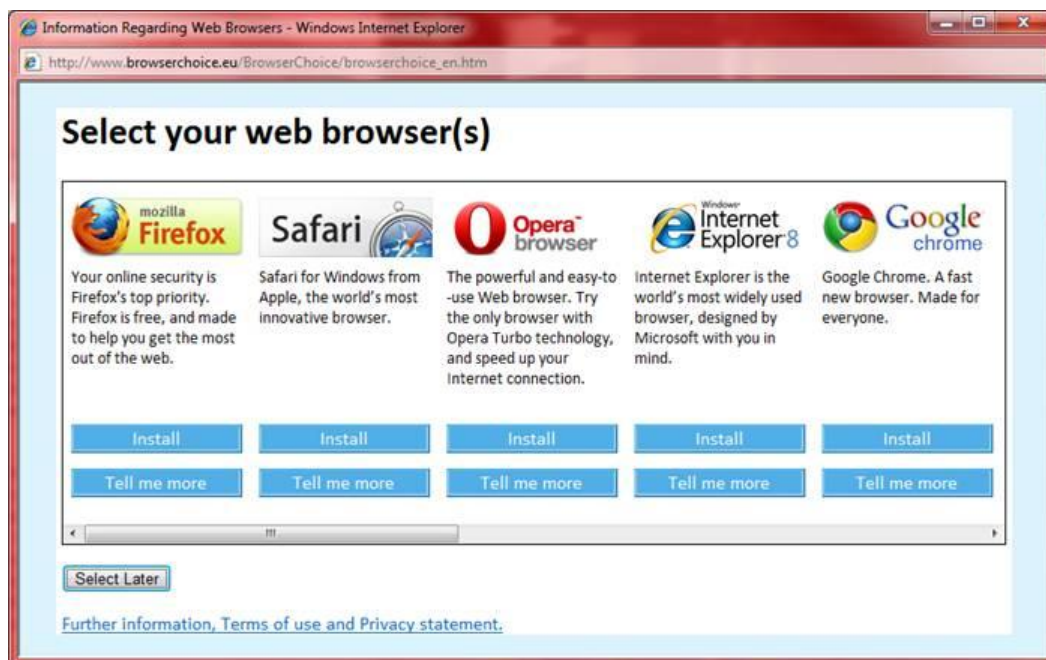 Information Regarding Web Browsers - Windows Internet Explorer
http://www.browserchoice.eu/BrowserChoice/browserchoice_en.htm
Select your web browser(s)
mozilla
Firefox
Your online security is
Firefox's top priority.
Firefox is free, and made
to help you get the most
out of the web.
Install
Tell me more
Safari
Safari for Windows from
Apple, the world's most
innovative browser.
Install
Tell me more
Opera™
browser
The powerful and easy-to
-use Web browser. Try
the only browser with
Opera Turbo technology,
and speed up your
Internet connection.
Install
Tell me more
Windows®
Internet
Explorer 8
Internet Explorer is the
world's most widely used
browser, designed by
Microsoft with you in
mind.
Install
Tell me more
Google
chrome
Google Chrome. A fast
new browser. Made for
everyone.
Install
Tell me more
Select Later
Further information, Terms of use and Privacy statement.